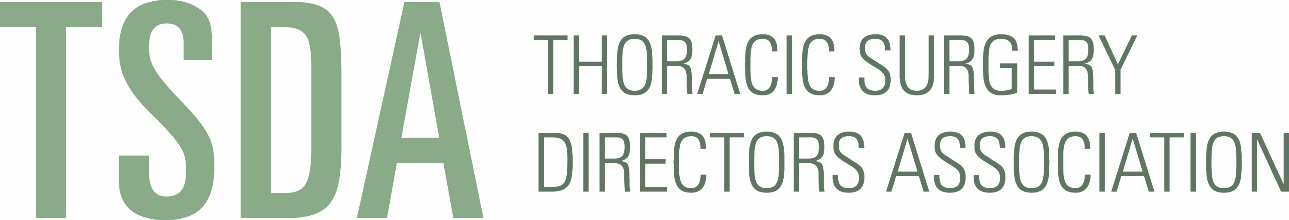 TSDA
THORACIC SURGERY
DIRECTORS ASSOCIATION